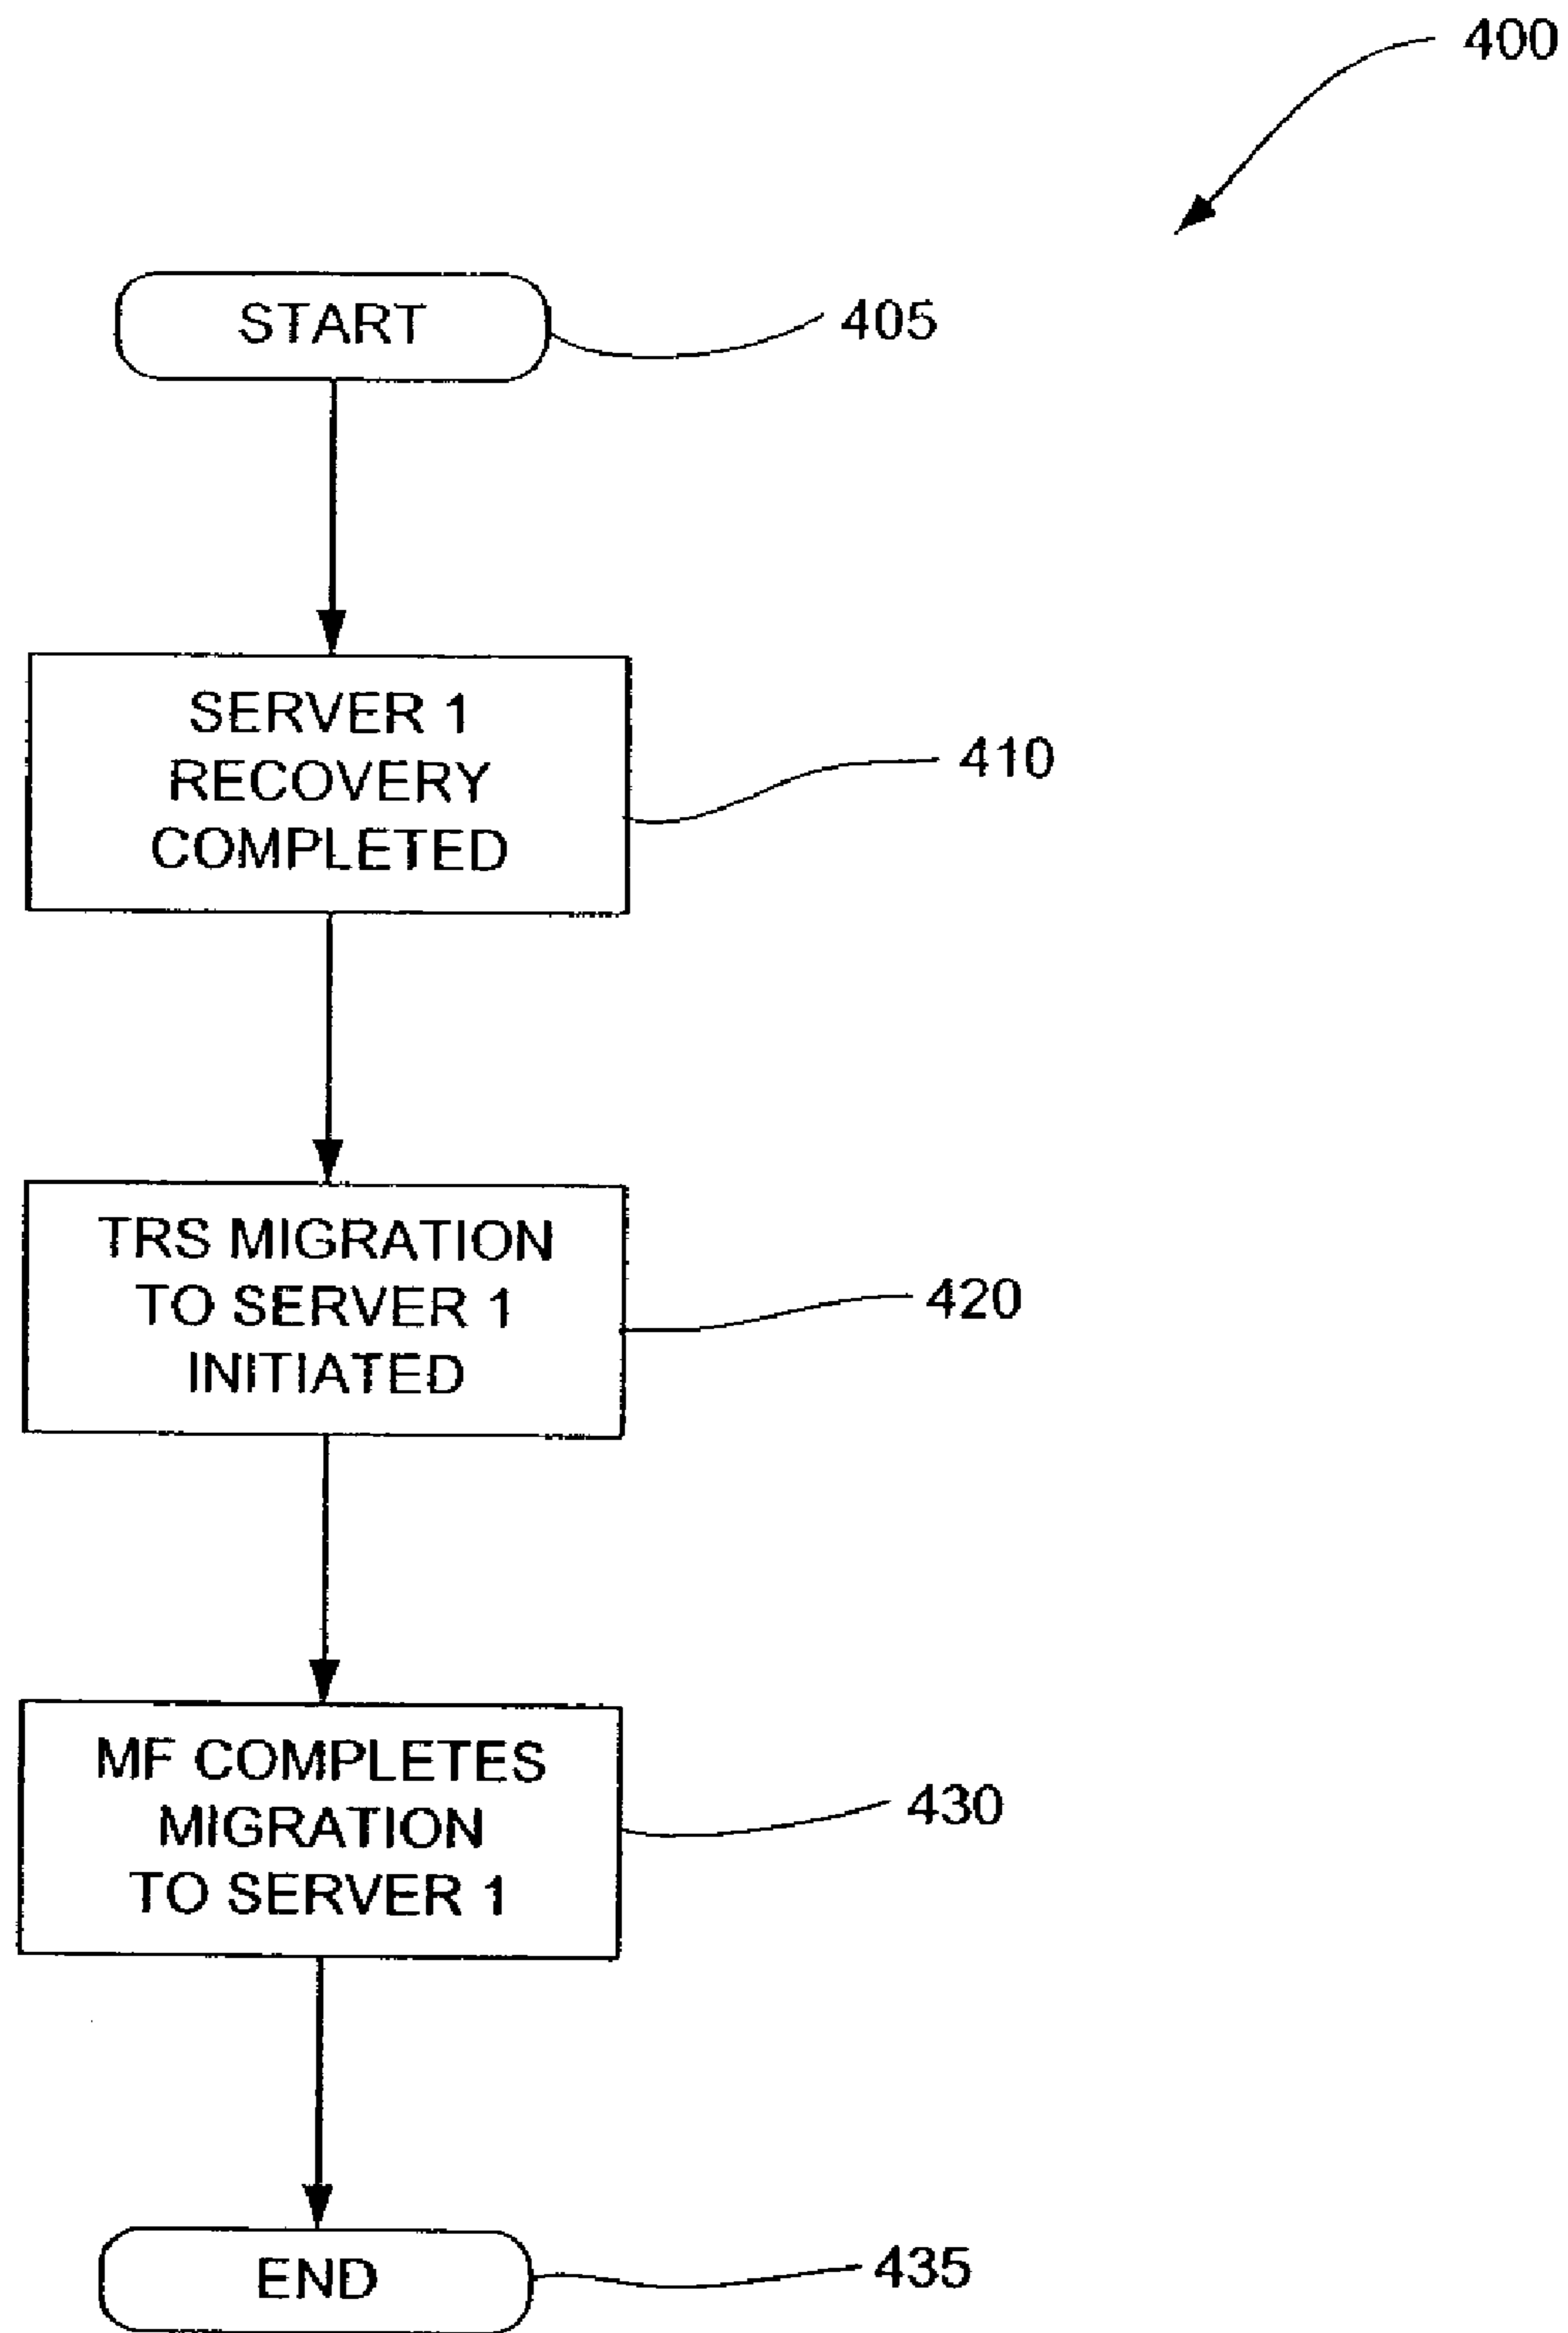 400
START
405
SERVER 1
RECOVERY
COMPLETED
410
TRS MIGRATION
TO SERVER 1
INITIATED
420
MF COMPLETES
MIGRATION
TO SERVER 1
430
END
435